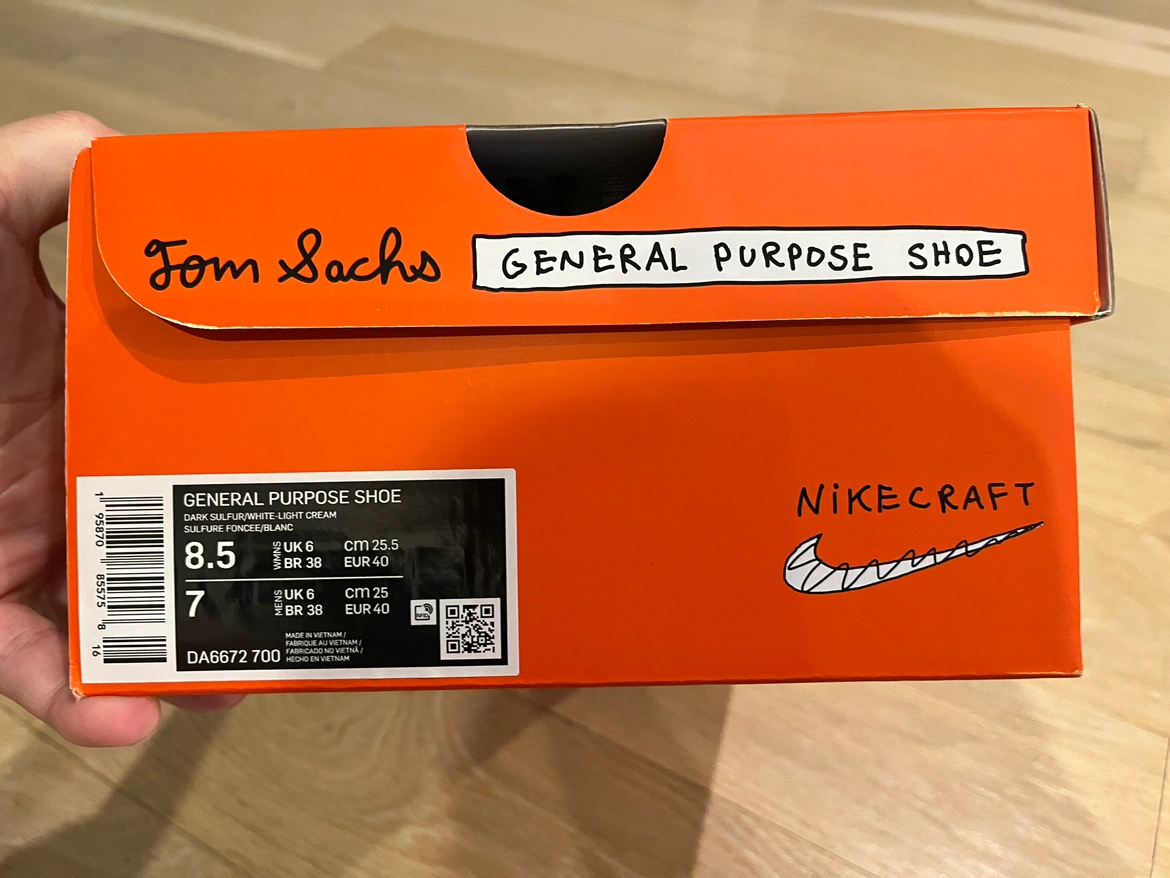 Tom Sachs GENERAL PURPOSE SHOE
NIKECRAFT
GENERAL PURPOSE SHOE
DARK SULFUR/WHITE-LIGHT CREAM
SULFURE FONCEE/BLANC
8.5 WMNS UK 6 cm 25.5
BR 38 EUR 40
7 MENS UK 6 cm 25
BR 38 EUR 40
MADE IN VIETNAM /
FABRIQUE AU VIETNAM /
FABRICADO NO VIETNÃ /
DA6672 700 HECHO EN VIETNAM
1 95870 85575 8 16